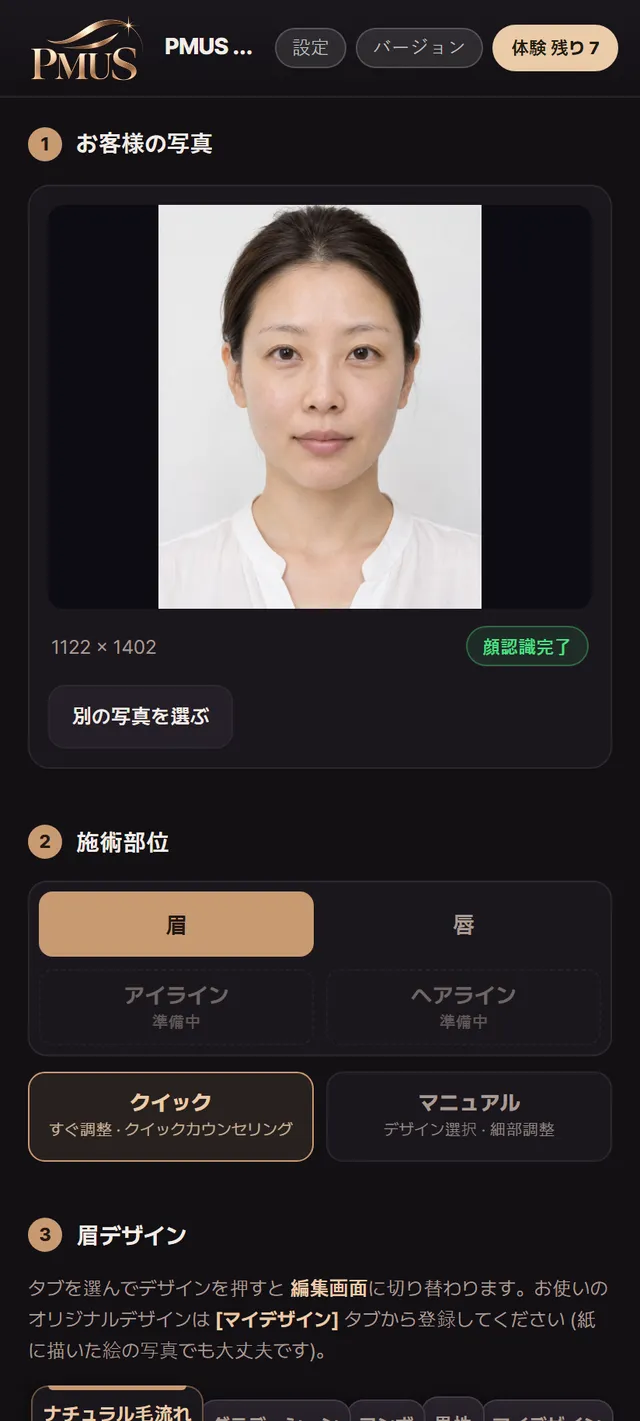 PMUS
PMUS ...
設定
バージョン
体験 残り 7
1 お客様の写真
1122 × 1402
顔認識完了
別の写真を選ぶ
2 施術部位
眉
唇
アイライン
準備中
ヘアライン
準備中
クイック
すぐ調整 · クイックカウンセリング
マニュアル
デザイン選択 · 細部調整
3 眉デザイン
タブを選んでデザインを押すと 編集画面に切り替わります。お使いの
オリジナルデザインは [マイデザイン] タブから登録してください (紙
に描いた絵の写真でも大丈夫です)。
ナチュラル毛流れ